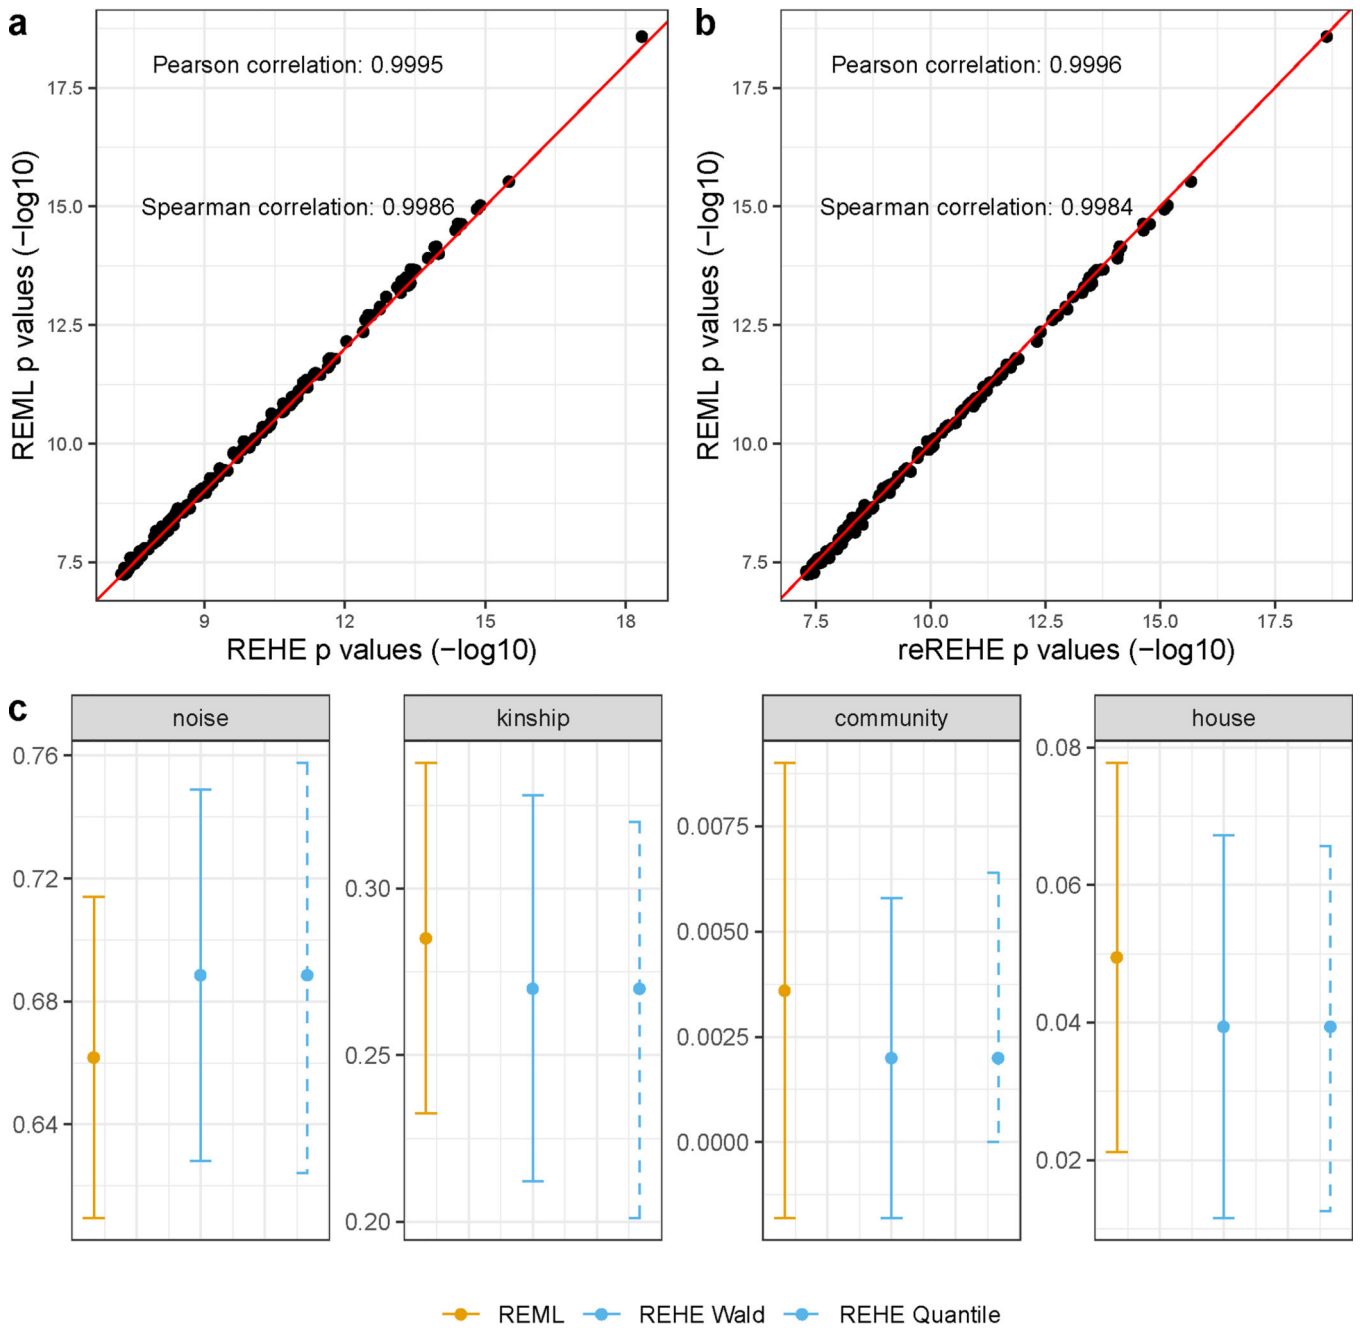 a
Pearson correlation: 0.9995
Spearman correlation: 0.9986
REML p values (−log10)
17.5
15.0
12.5
10.0
7.5
9 12 15 18
REHE p values (−log10)
b
Pearson correlation: 0.9996
Spearman correlation: 0.9984
REML p values (−log10)
17.5
15.0
12.5
10.0
7.5
7.5 10.0 12.5 15.0 17.5
reREHE p values (−log10)
c
noise
0.76
0.72
0.68
0.64
kinship
0.30
0.25
0.20
community
0.0075
0.0050
0.0025
0.0000
house
0.08
0.06
0.04
0.02
REML REHE Wald REHE Quantile